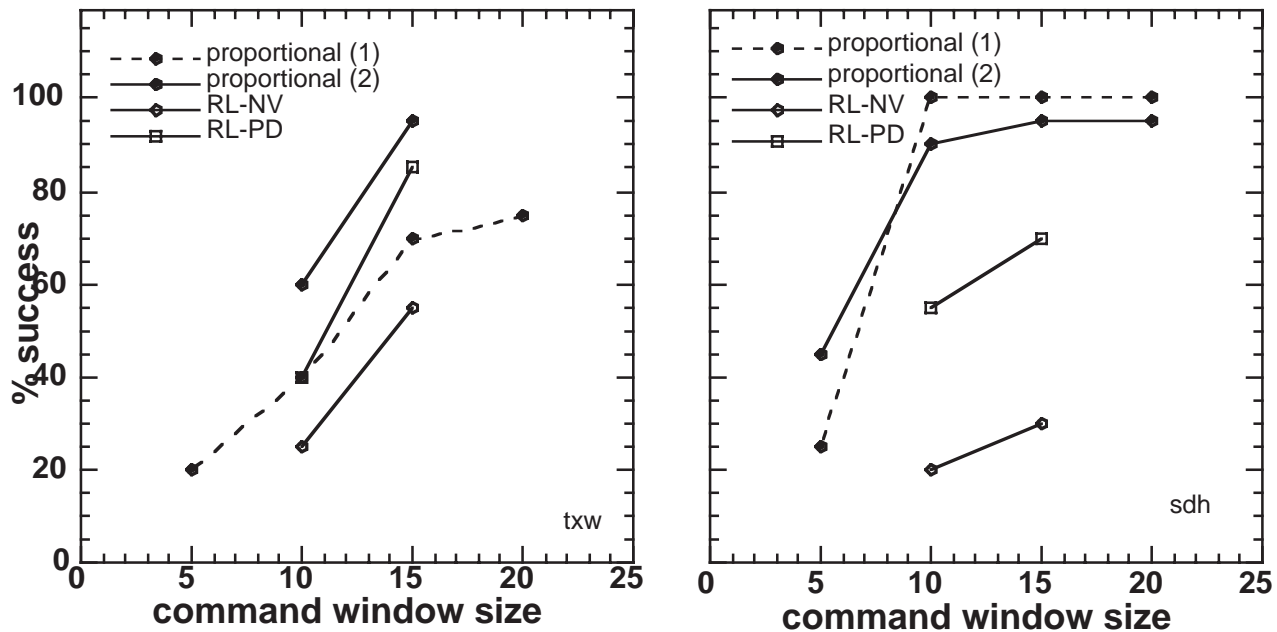 proportional (1)
proportional (2)
RL-NV
RL-PD
100
80
60
40
20
0
% success
txw
0 5 10 15 20 25
command window size
proportional (1)
proportional (2)
RL-NV
RL-PD
sdh
0 5 10 15 20 25
command window size